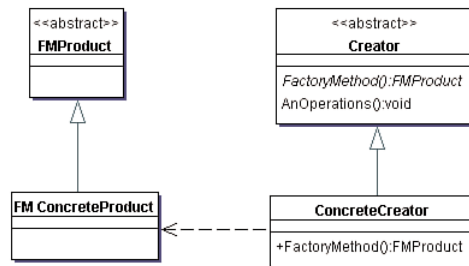 <<abstract>>
FMProduct
<<abstract>>
Creator
FactoryMethod():FMProduct
AnOperations():void
FM ConcreteProduct
ConcreteCreator
+FactoryMethod():FMProduct